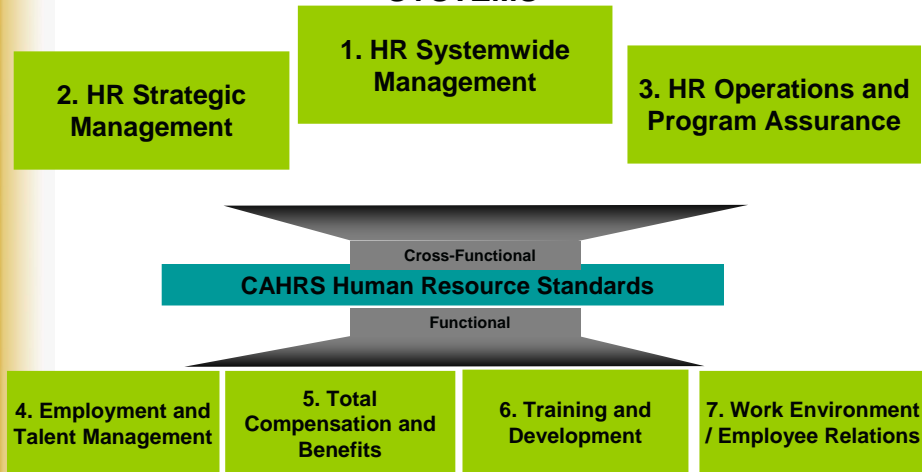 1. HR Systemwide
Management
2. HR Strategic
Management
3. HR Operations and
Program Assurance
Cross-Functional
CAHRS Human Resource Standards
Functional
4. Employment and
Talent Management
5. Total
Compensation and
Benefits
6. Training and
Development
7. Work Environment
/ Employee Relations